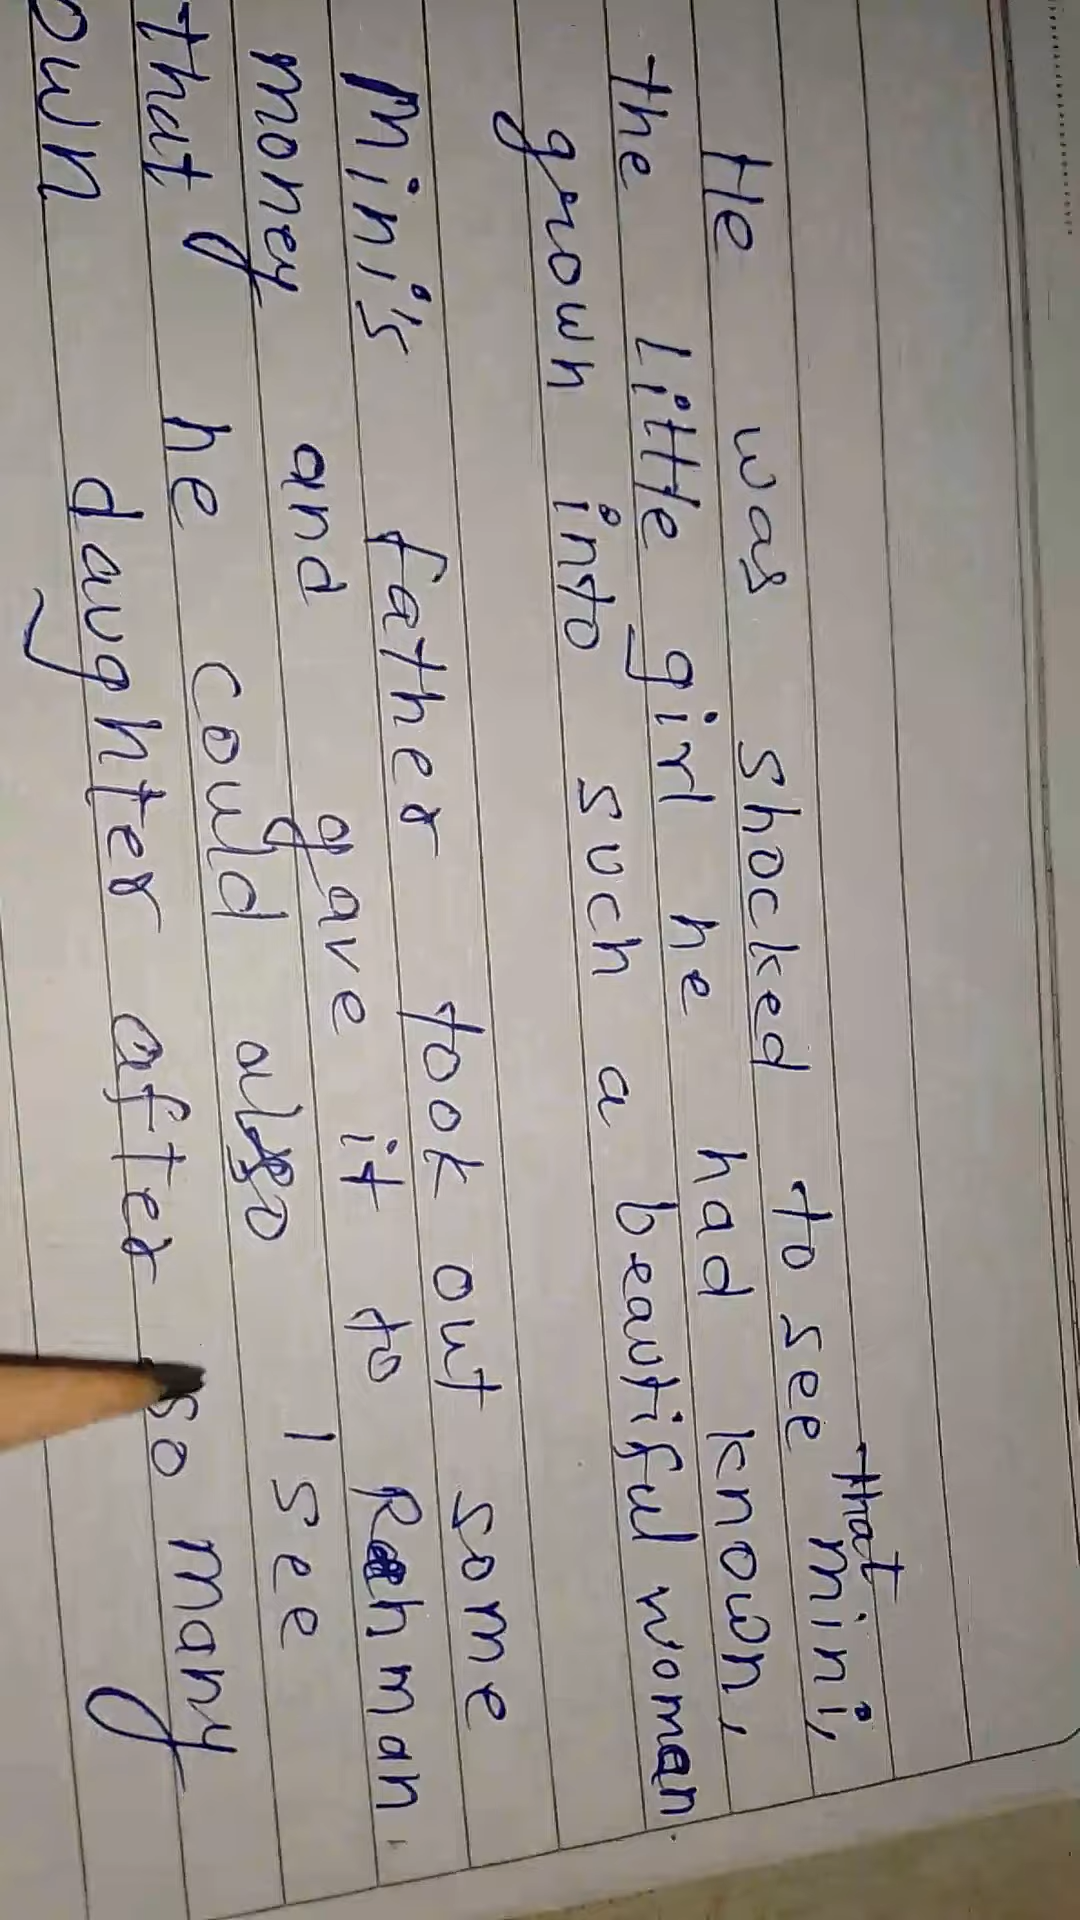 that
He was shocked to see mini,
the little girl he had known,
grown into such a beautiful woman.
Mini's father took out some
money and gave it to Rehman.
that he could also see
own daughter after so many